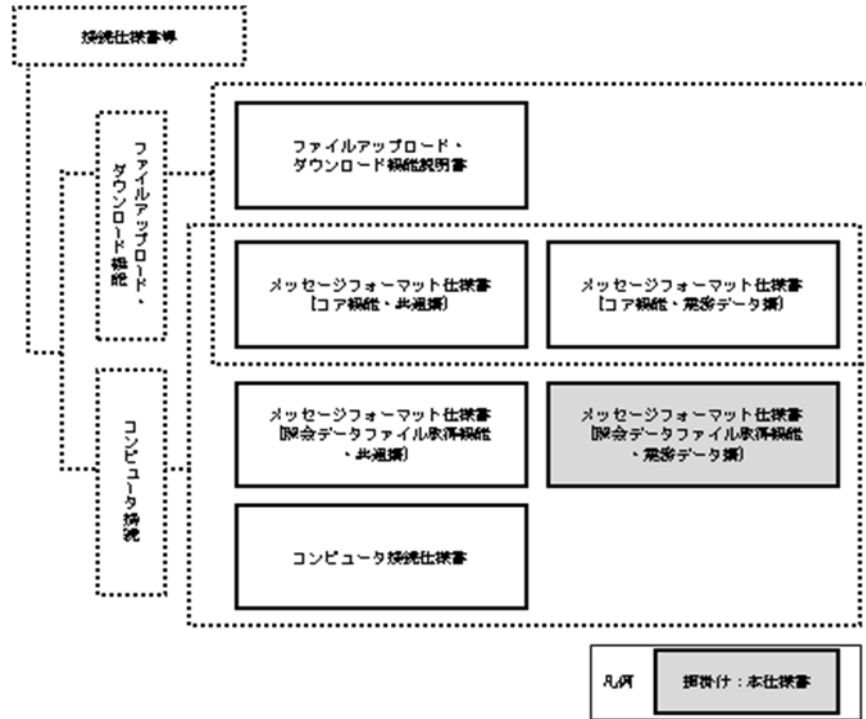 接続仕様書等
ファイルアップロード・
ダウンロード機能
ファイルアップロード・
ダウンロード機能説明書
メッセージフォーマット仕様書
[コア機能・共通編]
メッセージフォーマット仕様書
[コア機能・業務データ編]
コンピュータ接続
メッセージフォーマット仕様書
[照会データファイル取得機能
・共通編]
メッセージフォーマット仕様書
[照会データファイル取得機能
・業務データ編]
コンピュータ接続仕様書
凡例
網掛け：本仕様書